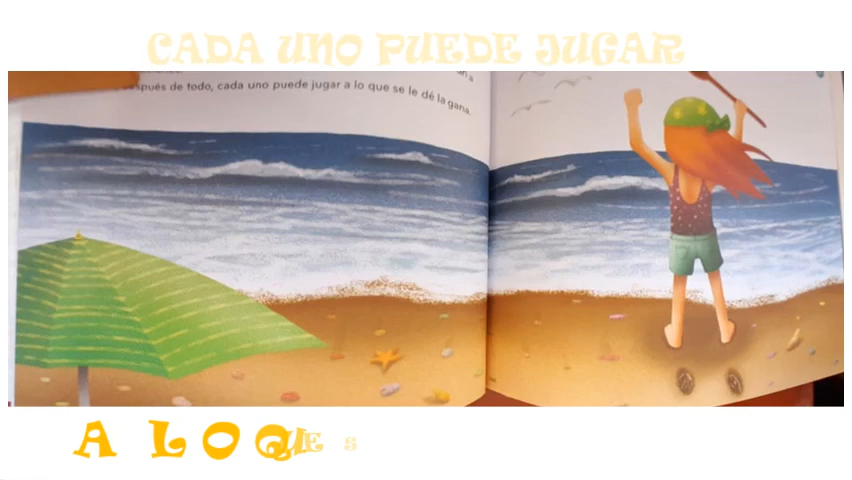 CADA UNO PUEDE JUGAR
después de todo, cada uno puede jugar a lo que se le dé la gana.
A LO QUE S